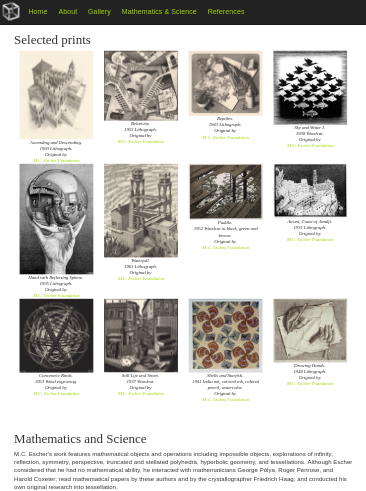 Home About Gallery Mathematics & Science References
Selected prints
Ascending and Descending.
1960 Lithograph.
Original by
M.C. Escher Foundation
Relativity.
1953 Lithograph.
Original by
M.C. Escher Foundation
Reptiles.
1943 Lithograph.
Original by
M.C. Escher Foundation
Sky and Water I.
1938 Woodcut.
Original by
M.C. Escher Foundation
Hand with Reflecting Sphere.
1935 Lithograph.
Original by
M.C. Escher Foundation
Waterfall.
1961 Lithograph.
Original by
M.C. Escher Foundation
Puddle.
1952 Woodcut in black, green and
brown.
Original by
M.C. Escher Foundation
Atrani, Coast of Amalfi.
1931 Lithograph.
Original by
M.C. Escher Foundation
Concentric Rinds.
1953 Wood engraving.
Original by
M.C. Escher Foundation
Still Life and Street.
1937 Woodcut.
Original by
M.C. Escher Foundation
Shells and Starfish.
1941 India ink, colored ink, colored
pencil, watercolor.
Original by
M.C. Escher Foundation
Drawing Hands.
1948 Lithograph.
Original by
M.C. Escher Foundation
Mathematics and Science
M.C. Escher's work features mathematical objects and operations including impossible objects, explorations of infinity,
reflection, symmetry, perspective, truncated and stellated polyhedra, hyperbolic geometry, and tessellations. Although Escher
considered that he had no mathematical ability, he interacted with mathematicians George Pólya, Roger Penrose, and
Harold Coxeter; read mathematical papers by these authors and by the crystallographer Friedrich Haag; and conducted his
own original research into tessellation.